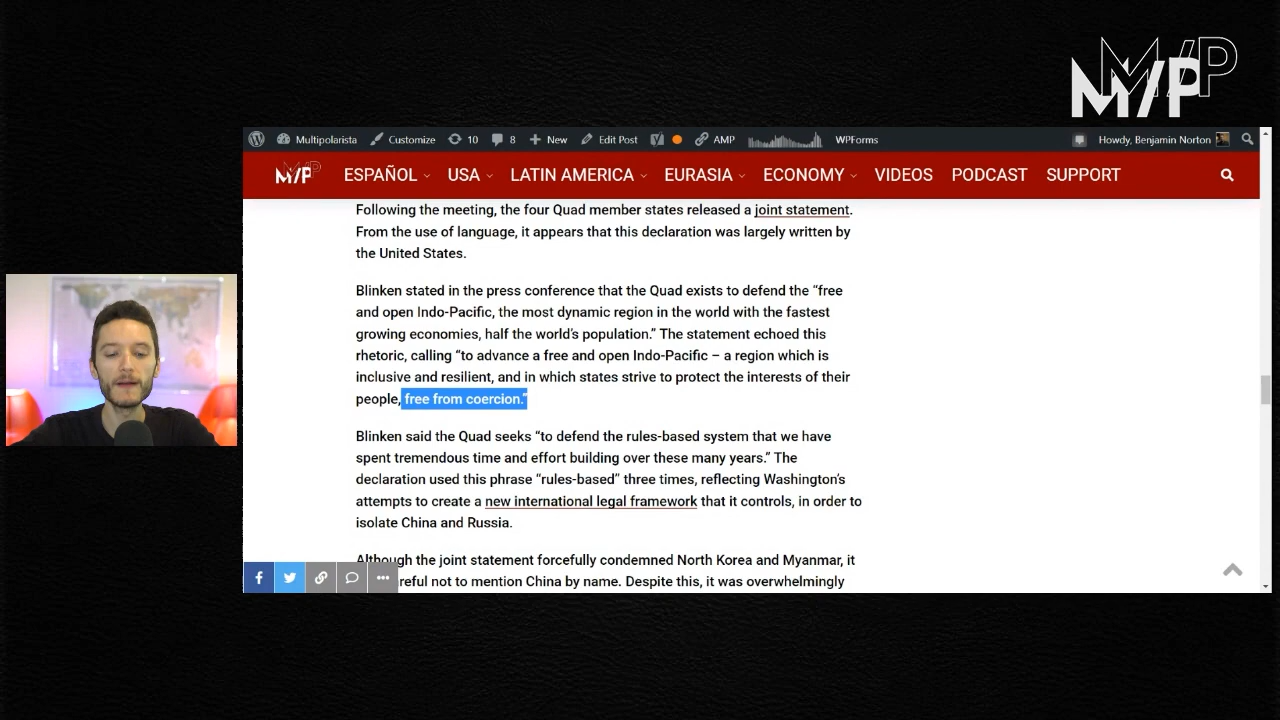 M/P
M/P
Multipolarista Customize 10 8 New Edit Post AMP WPForms Howdy, Benjamin Norton
M/P ESPAÑOL USA LATIN AMERICA EURASIA ECONOMY VIDEOS PODCAST SUPPORT
Following the meeting, the four Quad member states released a joint statement.
From the use of language, it appears that this declaration was largely written by
the United States.
Blinken stated in the press conference that the Quad exists to defend the “free
and open Indo-Pacific, the most dynamic region in the world with the fastest
growing economies, half the world’s population.” The statement echoed this
rhetoric, calling “to advance a free and open Indo-Pacific – a region which is
inclusive and resilient, and in which states strive to protect the interests of their
people, free from coercion.”
Blinken said the Quad seeks “to defend the rules-based system that we have
spent tremendous time and effort building over these many years.” The
declaration used this phrase “rules-based” three times, reflecting Washington’s
attempts to create a new international legal framework that it controls, in order to
isolate China and Russia.
Although the joint statement forcefully condemned North Korea and Myanmar, it
reful not to mention China by name. Despite this, it was overwhelmingly